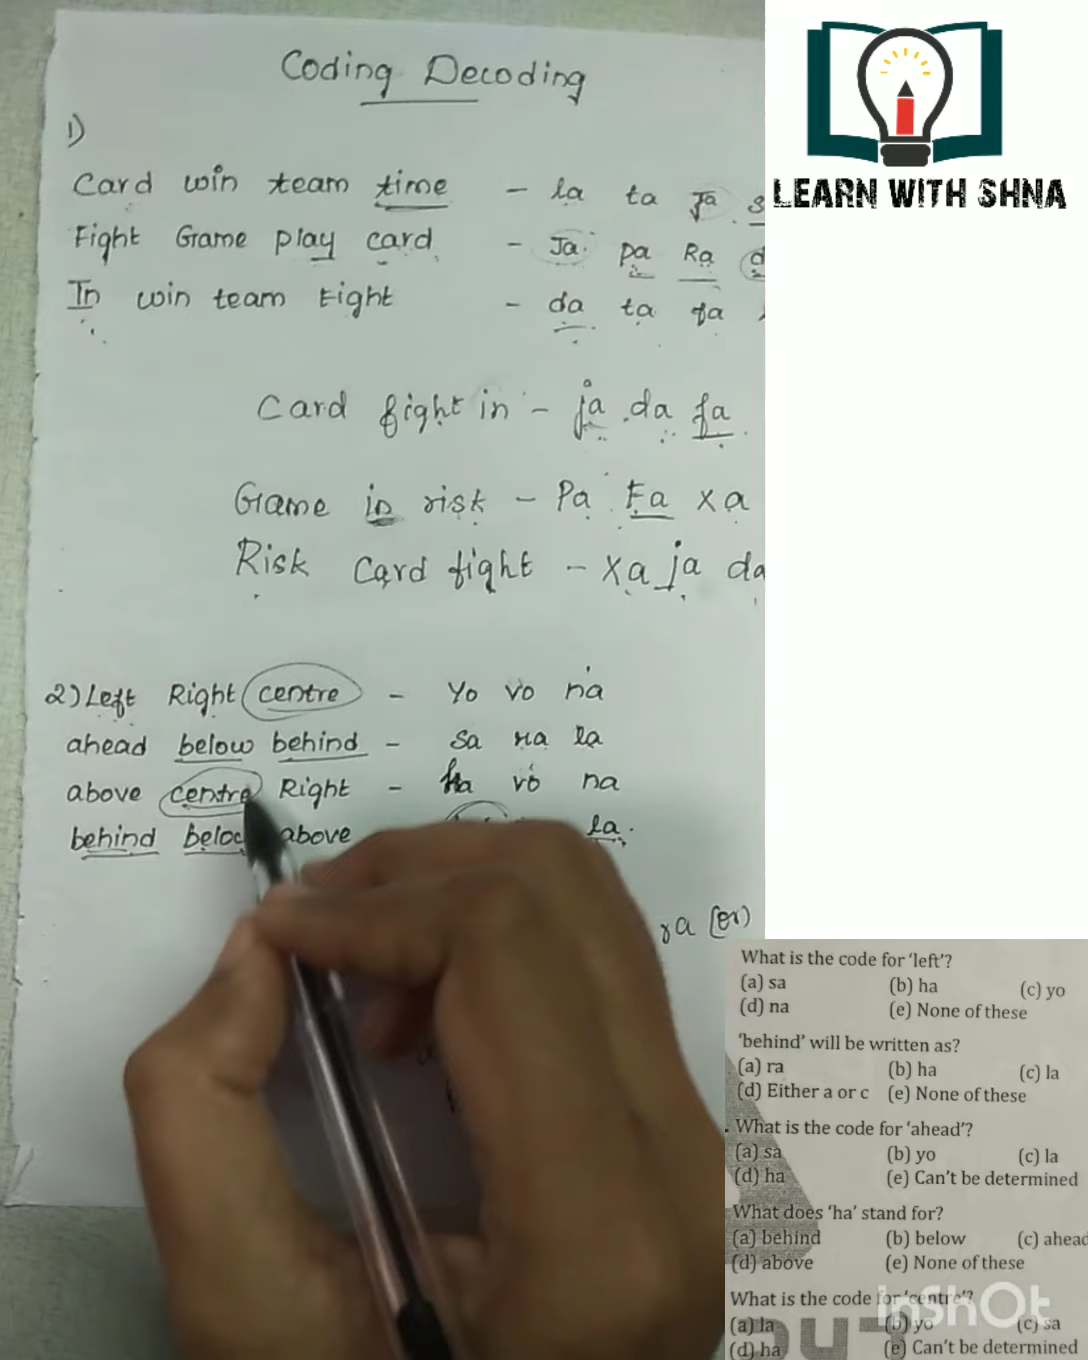 Coding Decoding
1)
Card win team time - la ta Ja s
Fight Game play card - Ja pa Ra d
In win team Fight - da ta fa
Card fight in - ja da fa
Game in risk - Pa Fa xa
Risk Card fight - xa ja da
2) Left Right centre - Yo vo na
ahead below behind - sa ra la
above centre Right - ha vo na
behind above la.
ra (or)
LEARN WITH SHNA
What is the code for 'left'?
(a) sa (b) ha (c) yo
(d) na (e) None of these
'behind' will be written as?
(a) ra (b) ha (c) la
(d) Either a or c (e) None of these
What is the code for 'ahead'?
(a) sa (b) yo (c) la
(d) ha (e) Can't be determined
What does 'ha' stand for?
(a) behind (b) below (c) ahead
(d) above (e) None of these
What is the code for 'centre'?
(a) la (b) yo (c) sa
(d) ha (e) Can't be determined
InShOt